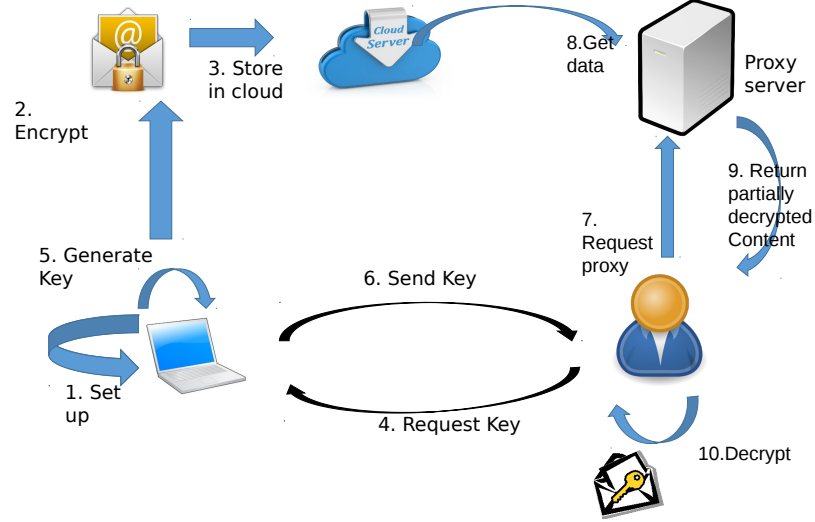 @
Cloud
Server
3. Store
in cloud
8.Get
data
Proxy
server
2.
Encrypt
9. Return
partially
decrypted
Content
7.
Request
proxy
5. Generate
Key
6. Send Key
1. Set
up
4. Request Key
10.Decrypt